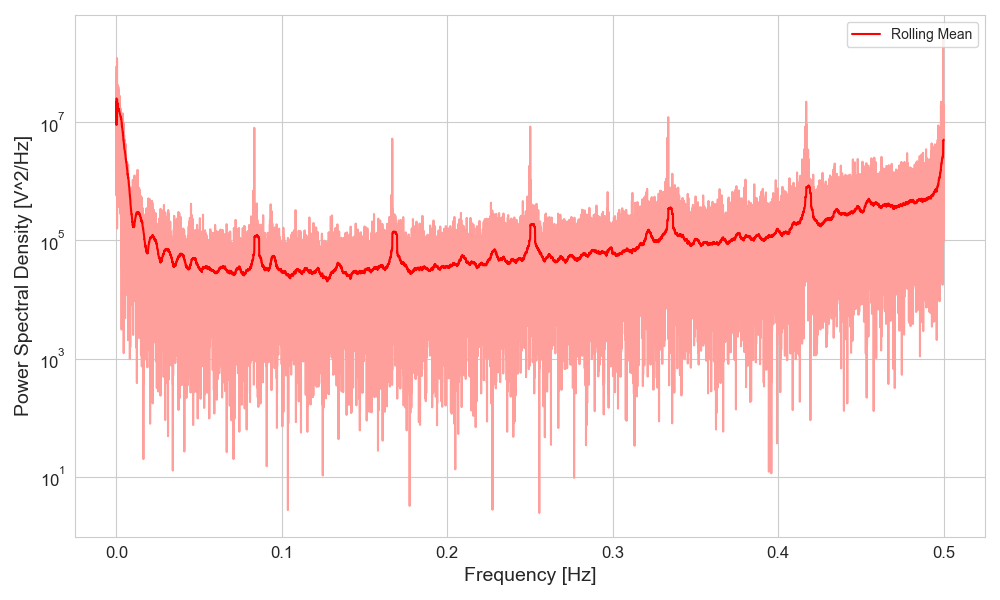 Rolling Mean
Power Spectral Density [V^2/Hz]
10^7
10^5
10^3
10^1
0.0 0.1 0.2 0.3 0.4 0.5
Frequency [Hz]